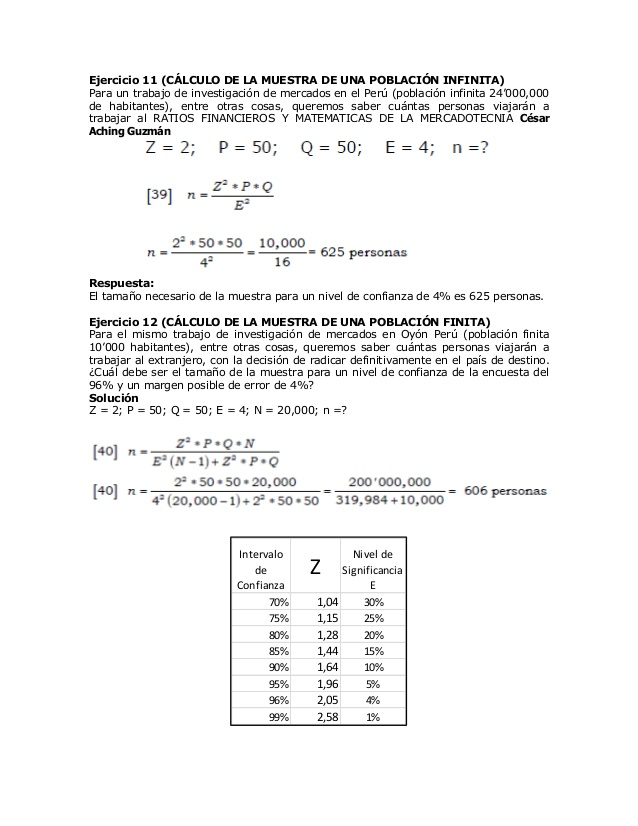 Ejercicio 11 (CÁLCULO DE LA MUESTRA DE UNA POBLACIÓN INFINITA)
Para un trabajo de investigación de mercados en el Perú (población infinita 24’000,000
de habitantes), entre otras cosas, queremos saber cuántas personas viajarán a
trabajar al RATIOS FINANCIEROS Y MATEMATICAS DE LA MERCADOTECNIA César
Aching Guzmán
Z = 2; P = 50; Q = 50; E = 4; n =?
[39] n = Z² * P * Q / E²
n = 2² * 50 * 50 / 4² = 10,000 / 16 = 625 personas
Respuesta:
El tamaño necesario de la muestra para un nivel de confianza de 4% es 625 personas.
Ejercicio 12 (CÁLCULO DE LA MUESTRA DE UNA POBLACIÓN FINITA)
Para el mismo trabajo de investigación de mercados en Oyón Perú (población finita
10’000 habitantes), entre otras cosas, queremos saber cuántas personas viajarán a
trabajar al extranjero, con la decisión de radicar definitivamente en el país de destino.
¿Cuál debe ser el tamaño de la muestra para un nivel de confianza de la encuesta del
96% y un margen posible de error de 4%?
Solución
Z = 2; P = 50; Q = 50; E = 4; N = 20,000; n =?
[40] n = Z² * P * Q * N / E² (N − 1) + Z² * P * Q
[40] n = 2² * 50 * 50 * 20,000 / 4² (20,000 − 1) + 2² * 50 * 50 = 200’000,000 / 319,984 + 10,000 = 606 personas
Intervalo de Confianza Z Nivel de Significancia E
70% 1,04 30%
75% 1,15 25%
80% 1,28 20%
85% 1,44 15%
90% 1,64 10%
95% 1,96 5%
96% 2,05 4%
99% 2,58 1%